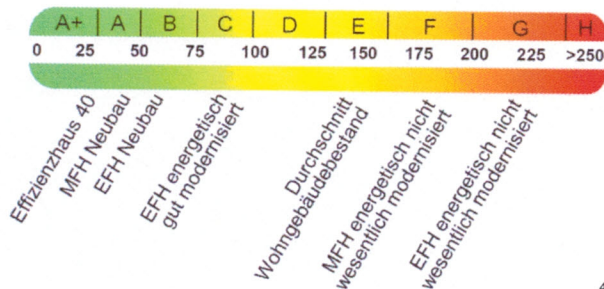 A+ A B C D E F G H
0 25 50 75 100 125 150 175 200 225 >250
Effizienzhaus 40
MFH Neubau
EFH Neubau
EFH energetisch
gut modernisiert
Durchschnitt
Wohngebäudebestand
MFH energetisch nicht
wesentlich modernisiert
EFH energetisch nicht
wesentlich modernisiert